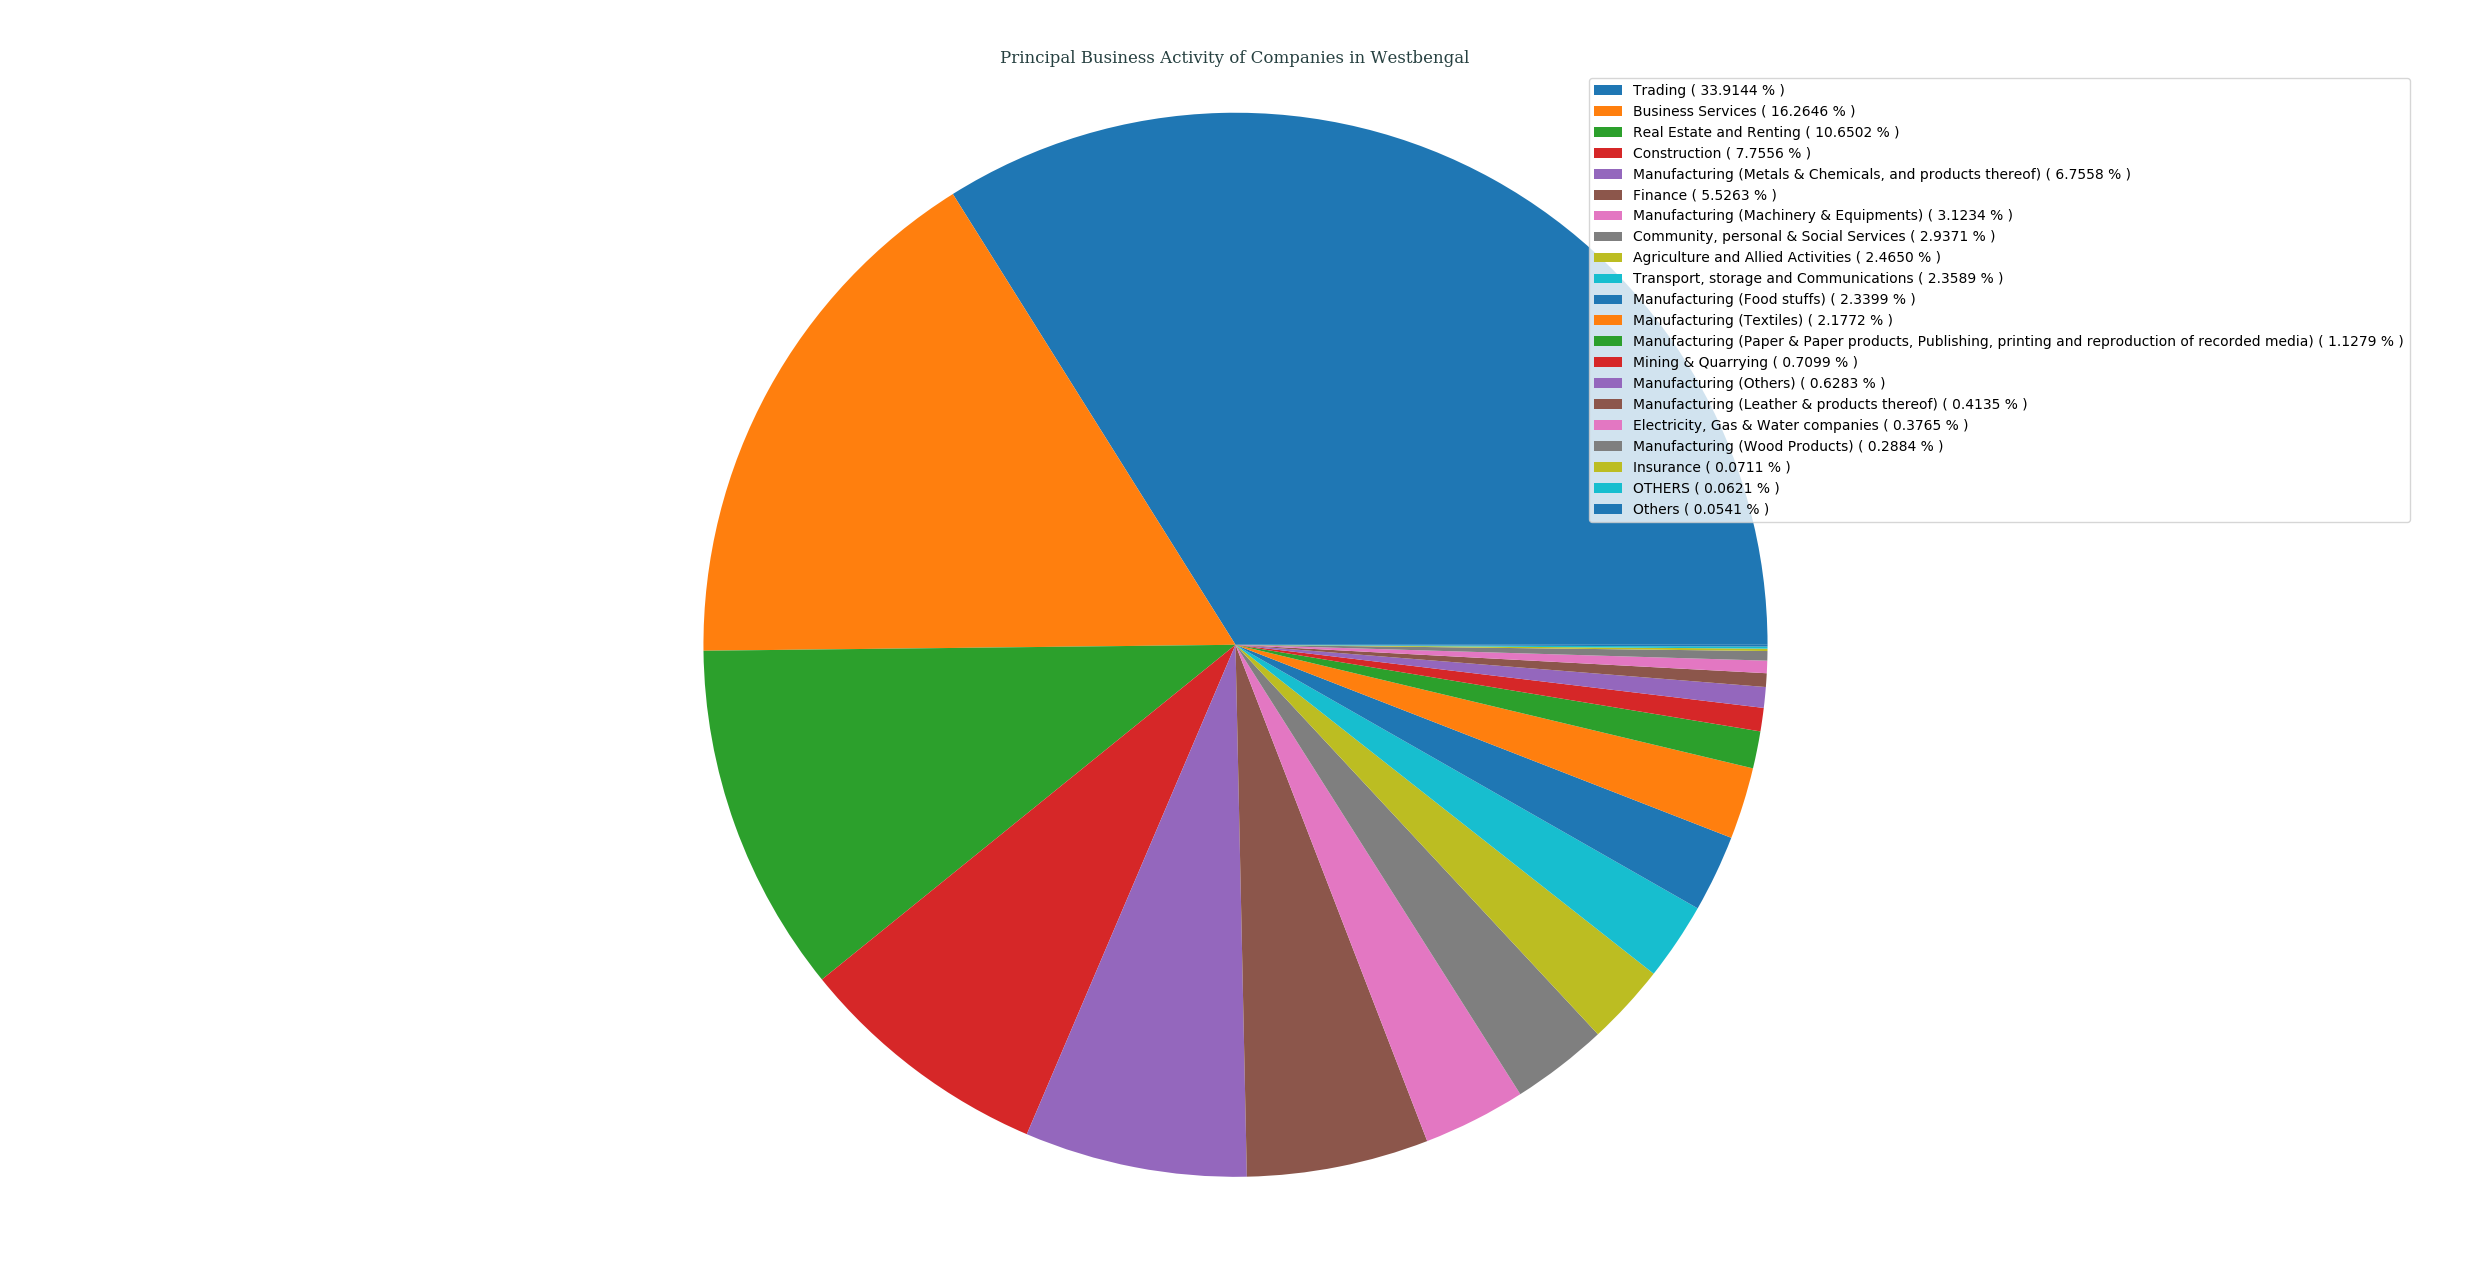 Principal Business Activity of Companies in Westbengal
Trading ( 33.9144 % )
Business Services ( 16.2646 % )
Real Estate and Renting ( 10.6502 % )
Construction ( 7.7556 % )
Manufacturing (Metals & Chemicals, and products thereof) ( 6.7558 % )
Finance ( 5.5263 % )
Manufacturing (Machinery & Equipments) ( 3.1234 % )
Community, personal & Social Services ( 2.9371 % )
Agriculture and Allied Activities ( 2.4650 % )
Transport, storage and Communications ( 2.3589 % )
Manufacturing (Food stuffs) ( 2.3399 % )
Manufacturing (Textiles) ( 2.1772 % )
Manufacturing (Paper & Paper products, Publishing, printing and reproduction of recorded media) ( 1.1279 % )
Mining & Quarrying ( 0.7099 % )
Manufacturing (Others) ( 0.6283 % )
Manufacturing (Leather & products thereof) ( 0.4135 % )
Electricity, Gas & Water companies ( 0.3765 % )
Manufacturing (Wood Products) ( 0.2884 % )
Insurance ( 0.0711 % )
OTHERS ( 0.0621 % )
Others ( 0.0541 % )